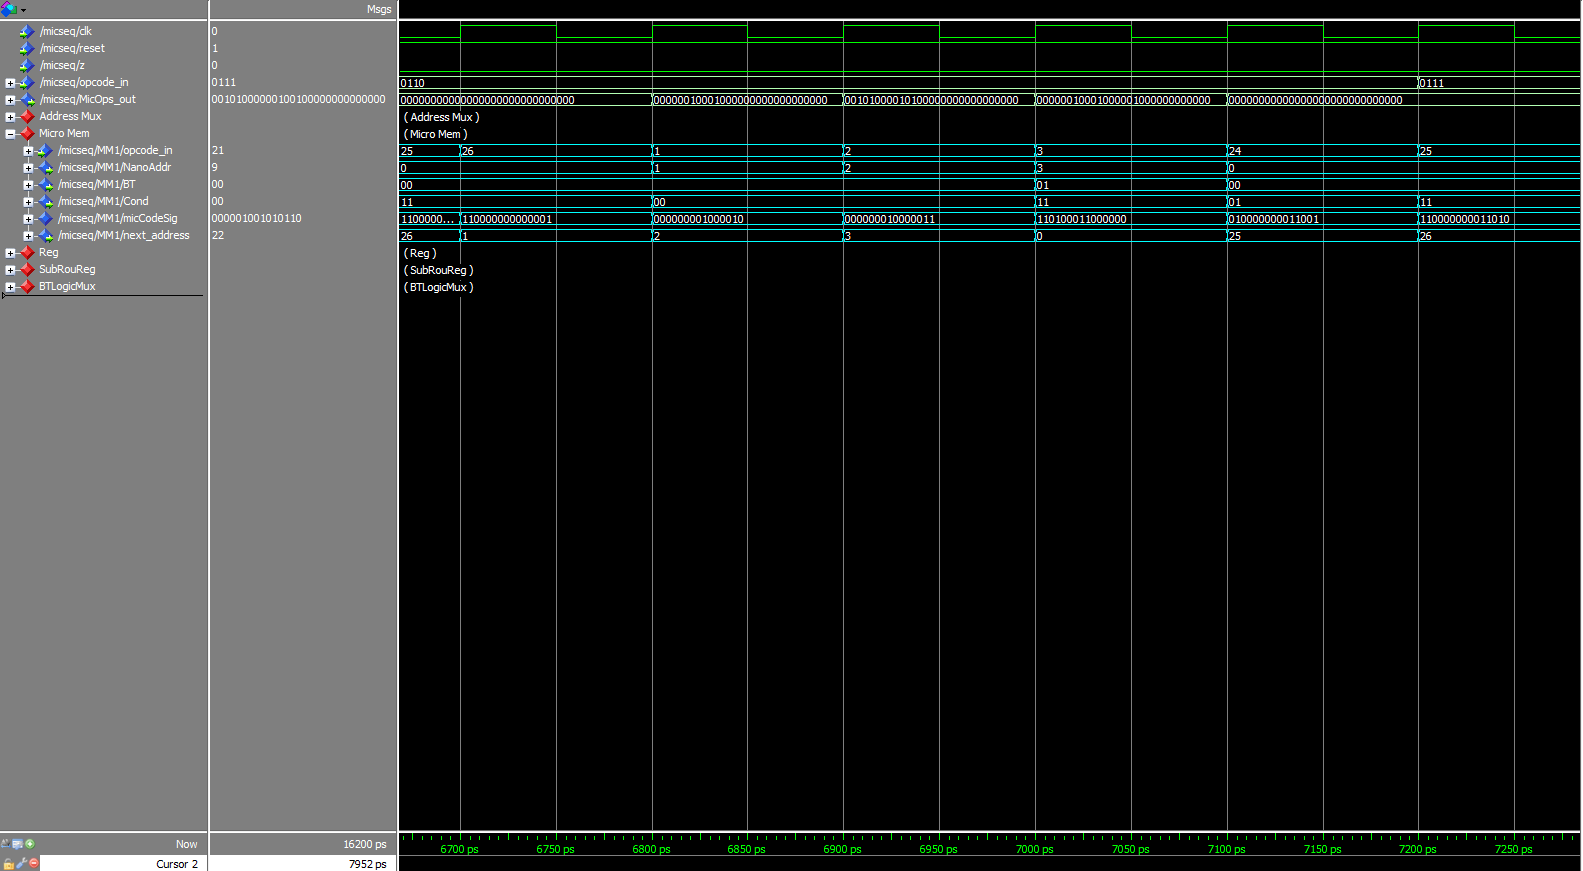 Msgs
/micseq/clk 0
/micseq/reset 1
/micseq/z 0
/micseq/opcode_in 0111 0110 0111
/micseq/MicOps_out 00101000000100100000000000000 00000000000000000000000000000 00000010001000000000000000000 00101000010100000000000000000 00000010001000001000000000000 00000000000000000000000000000
Address Mux ( Address Mux )
Micro Mem ( Micro Mem )
/micseq/MM1/opcode_in 21 25 26 1 2 3 24 25
/micseq/MM1/NanoAddr 9 0 1 2 3 0
/micseq/MM1/BT 00 00 01 00
/micseq/MM1/Cond 00 11 00 11 01 11
/micseq/MM1/micCodeSig 000001001010110 1100000... 110000000000001 000000001000010 000000010000011 110100011000000 010000000011001 110000000011010
/micseq/MM1/next_address 22 26 1 2 3 0 25 26
Reg ( Reg )
SubRouReg ( SubRouReg )
BTLogicMux ( BTLogicMux )
Now 16200 ps 6700 ps 6750 ps 6800 ps 6850 ps 6900 ps 6950 ps 7000 ps 7050 ps 7100 ps 7150 ps 7200 ps 7250 ps
Cursor 2 7952 ps